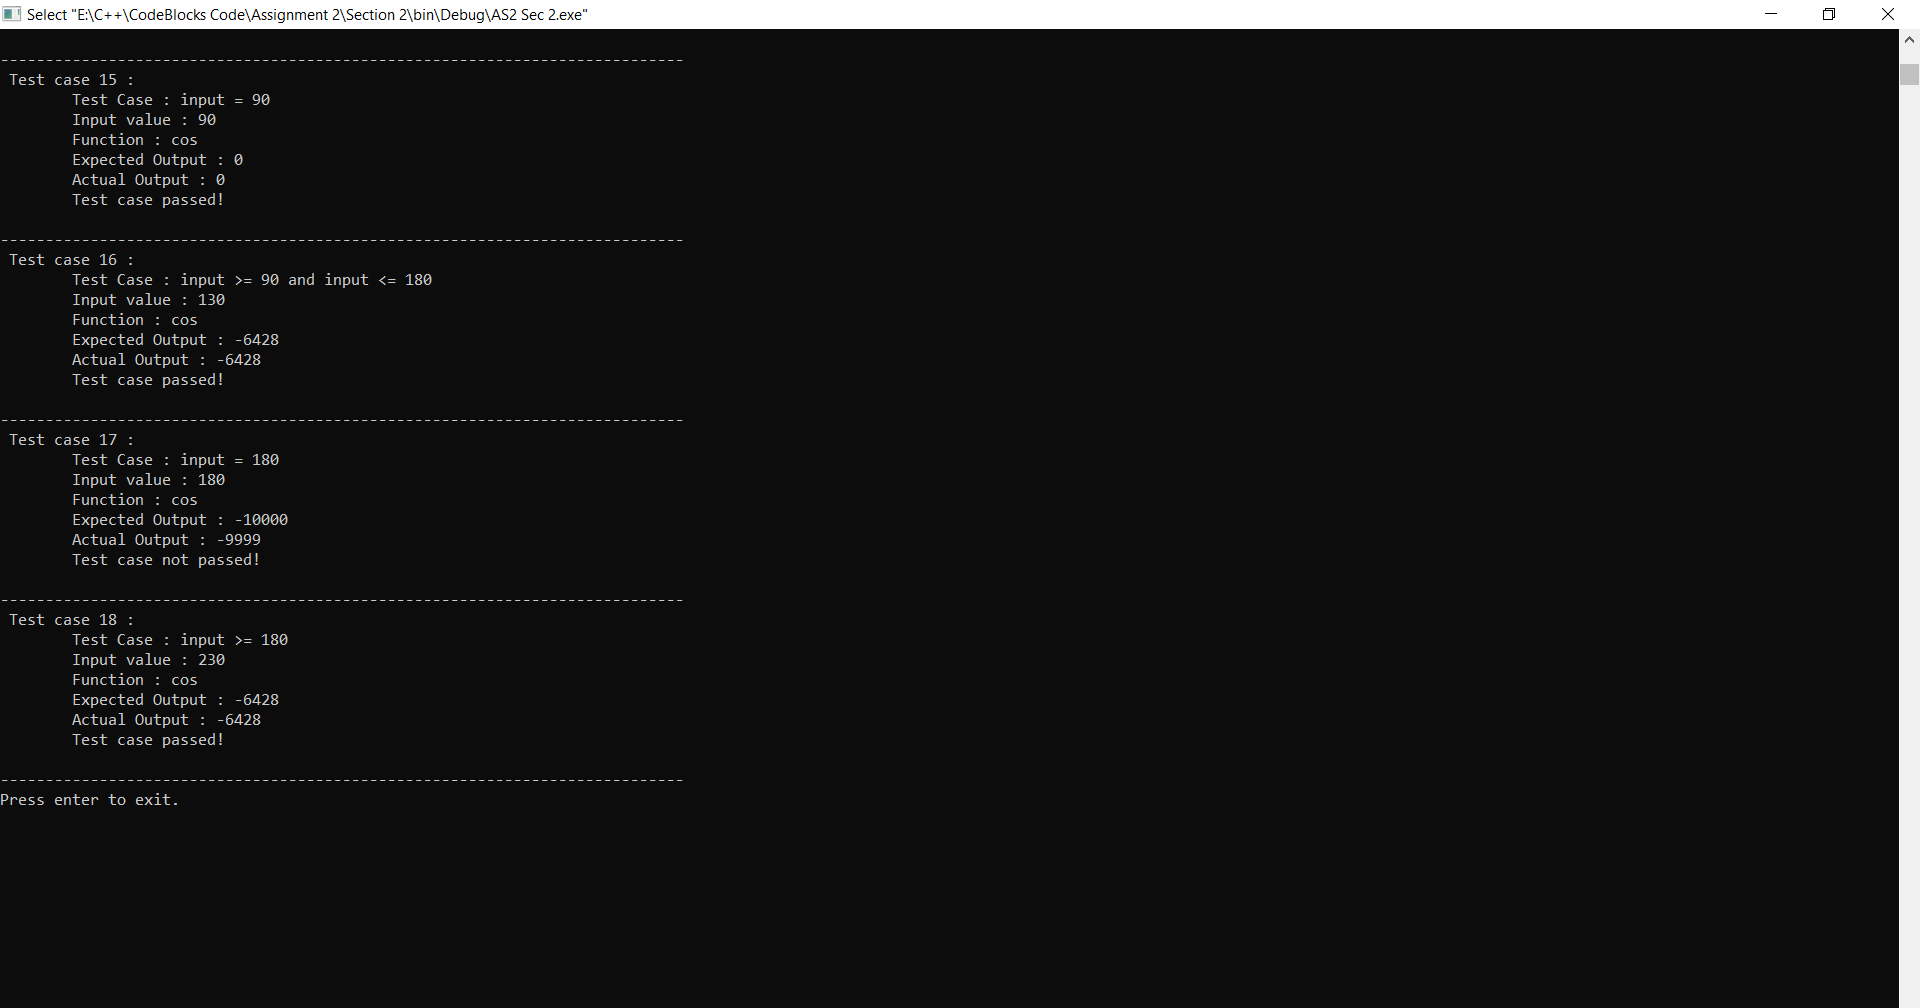 Select "E:\C++\CodeBlocks Code\Assignment 2\Section 2\bin\Debug\AS2 Sec 2.exe"
----------------------------------------------------------------------------
Test case 15 :
Test Case : input = 90
Input value : 90
Function : cos
Expected Output : 0
Actual Output : 0
Test case passed!
----------------------------------------------------------------------------
Test case 16 :
Test Case : input >= 90 and input <= 180
Input value : 130
Function : cos
Expected Output : -6428
Actual Output : -6428
Test case passed!
----------------------------------------------------------------------------
Test case 17 :
Test Case : input = 180
Input value : 180
Function : cos
Expected Output : -10000
Actual Output : -9999
Test case not passed!
----------------------------------------------------------------------------
Test case 18 :
Test Case : input >= 180
Input value : 230
Function : cos
Expected Output : -6428
Actual Output : -6428
Test case passed!
----------------------------------------------------------------------------
Press enter to exit.